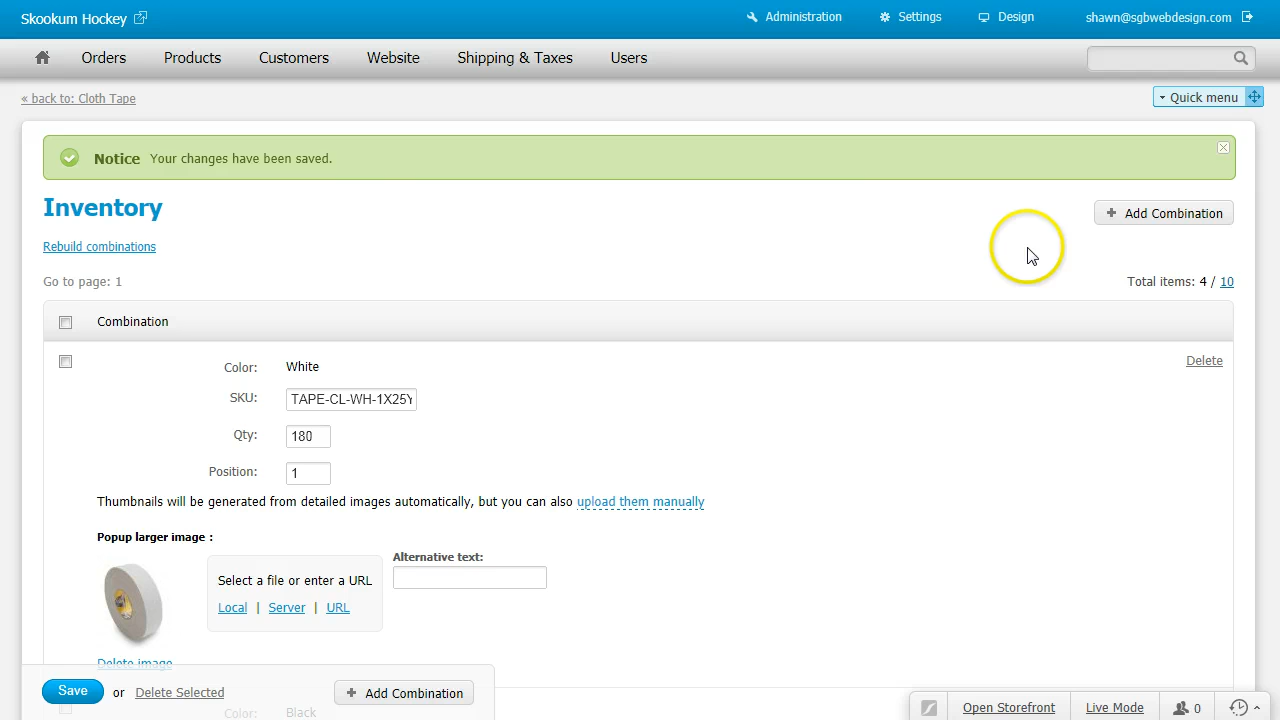 Skookum Hockey
Administration
Settings
Design
shawn@sgbwebdesign.com
Orders
Products
Customers
Website
Shipping & Taxes
Users
« back to: Cloth Tape
Quick menu
Notice Your changes have been saved.
Inventory
Add Combination
Rebuild combinations
Go to page: 1
Total items: 4 / 10
Combination
Color: White
Delete
SKU: TAPE-CL-WH-1X25Y
Qty: 180
Position: 1
Thumbnails will be generated from detailed images automatically, but you can also upload them manually
Popup larger image :
Alternative text:
Select a file or enter a URL
Local | Server | URL
Delete image
Save or Delete Selected
Add Combination
Color: Black
Open Storefront
Live Mode
0